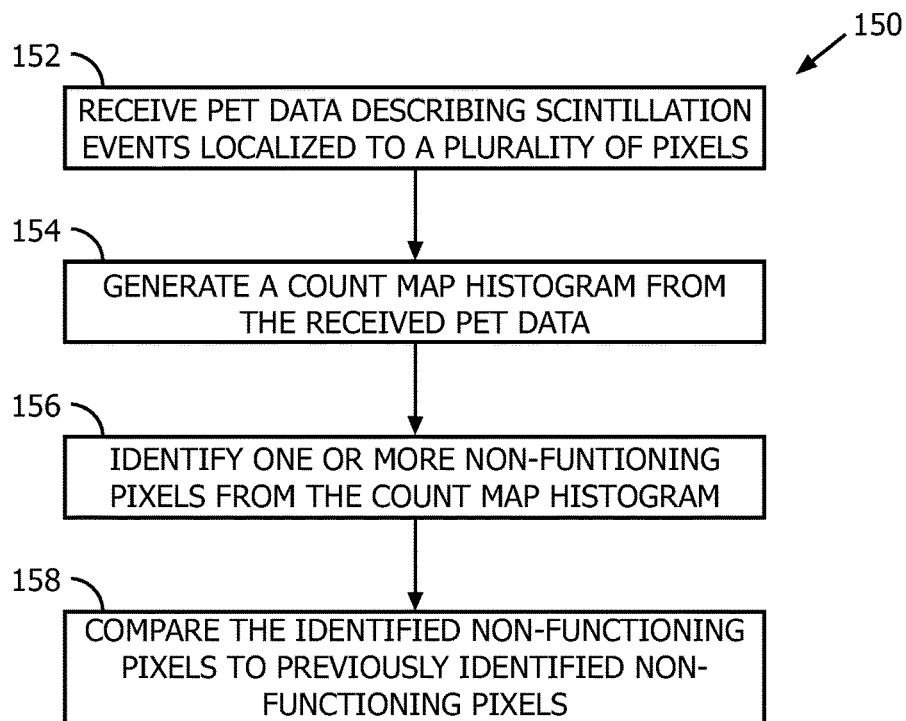 150
152
RECEIVE PET DATA DESCRIBING SCINTILLATION
EVENTS LOCALIZED TO A PLURALITY OF PIXELS
154
GENERATE A COUNT MAP HISTOGRAM FROM
THE RECEIVED PET DATA
156
IDENTIFY ONE OR MORE NON-FUNTIONING
PIXELS FROM THE COUNT MAP HISTOGRAM
158
COMPARE THE IDENTIFIED NON-FUNCTIONING
PIXELS TO PREVIOUSLY IDENTIFIED NON-
FUNCTIONING PIXELS